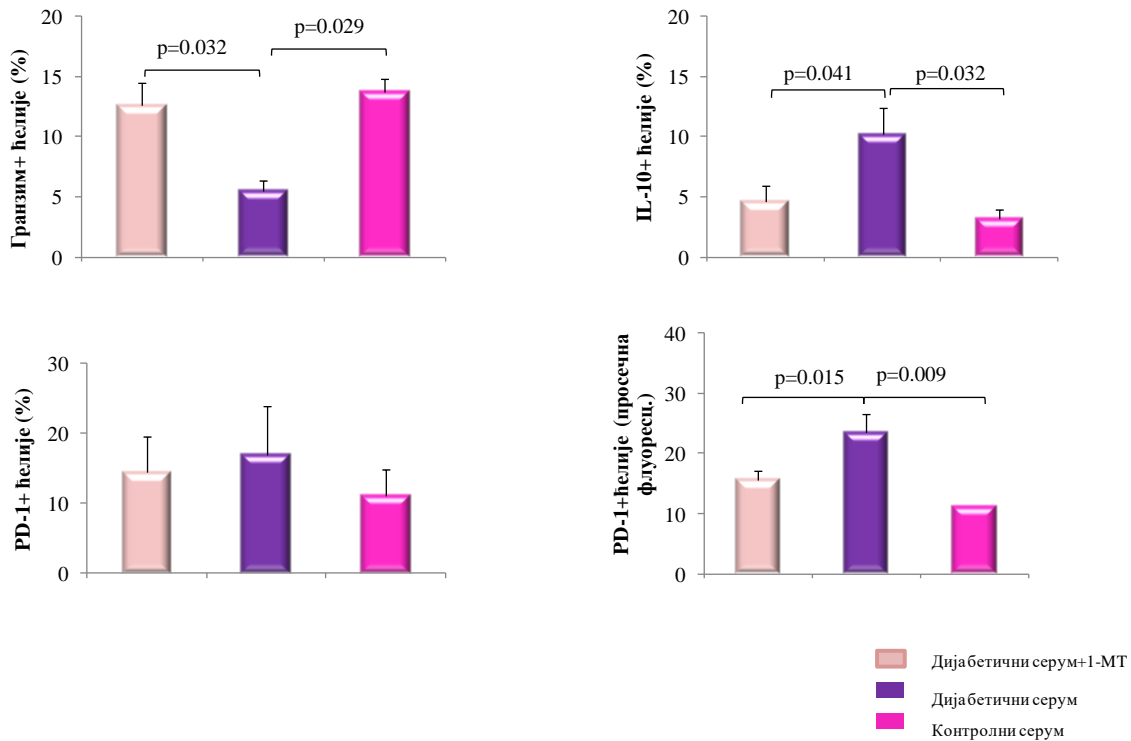 Гранзим+ ћелије (%)
20
15
10
5
0
p=0.032
p=0.029
IL-10+ ћелије (%)
20
15
10
5
0
p=0.041
p=0.032
PD-1+ ћелије (%)
30
20
10
0
PD-1+ћелије (просечна
флуоресц.)
40
30
20
10
0
p=0.015
p=0.009
Дијабетични серум+1-МТ
Дијабетични серум
Контролни серум